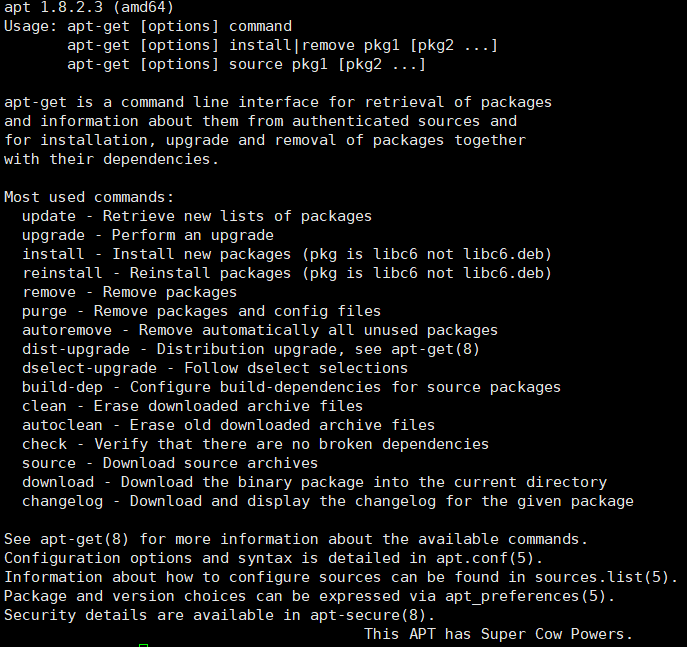 apt 1.8.2.3 (amd64)
Usage: apt-get [options] command
       apt-get [options] install|remove pkg1 [pkg2 ...]
       apt-get [options] source pkg1 [pkg2 ...]

apt-get is a command line interface for retrieval of packages
and information about them from authenticated sources and
for installation, upgrade and removal of packages together
with their dependencies.

Most used commands:
  update - Retrieve new lists of packages
  upgrade - Perform an upgrade
  install - Install new packages (pkg is libc6 not libc6.deb)
  reinstall - Reinstall packages (pkg is libc6 not libc6.deb)
  remove - Remove packages
  purge - Remove packages and config files
  autoremove - Remove automatically all unused packages
  dist-upgrade - Distribution upgrade, see apt-get(8)
  dselect-upgrade - Follow dselect selections
  build-dep - Configure build-dependencies for source packages
  clean - Erase downloaded archive files
  autoclean - Erase old downloaded archive files
  check - Verify that there are no broken dependencies
  source - Download source archives
  download - Download the binary package into the current directory
  changelog - Download and display the changelog for the given package

See apt-get(8) for more information about the available commands.
Configuration options and syntax is detailed in apt.conf(5).
Information about how to configure sources can be found in sources.list(5).
Package and version choices can be expressed via apt_preferences(5).
Security details are available in apt-secure(8).
                                        This APT has Super Cow Powers.